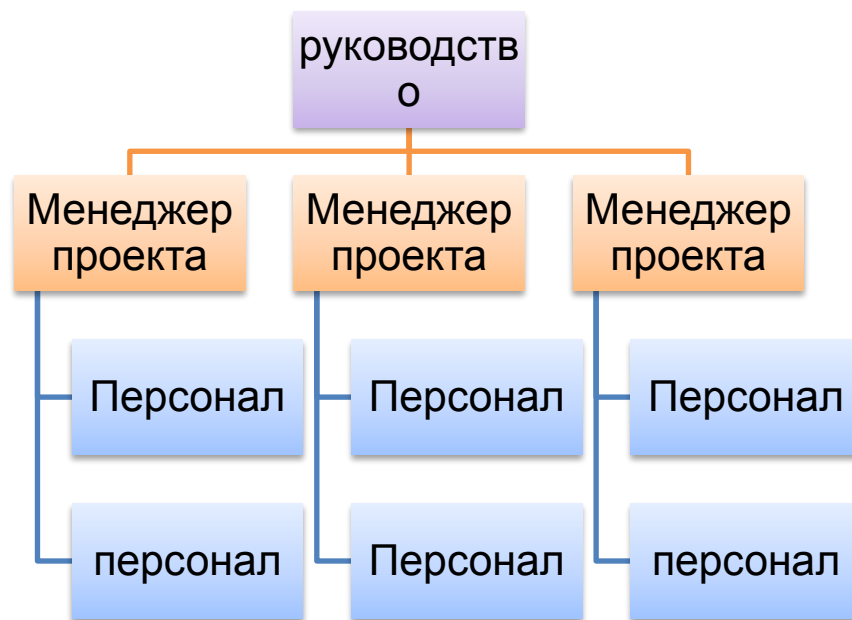 руководств
о
Менеджер
проекта
Менеджер
проекта
Менеджер
проекта
Персонал
Персонал
Персонал
персонал
Персонал
персонал